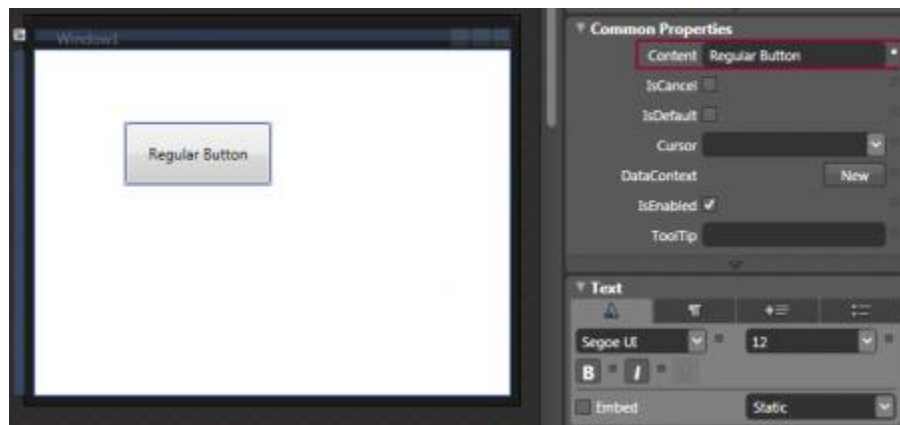 Window1
Regular Button
Common Properties
Content Regular Button
IsCancel
IsDefault
Cursor
DataContext New
IsEnabled
ToolTip
Text
Segoe UI 12
B I
Embed Static